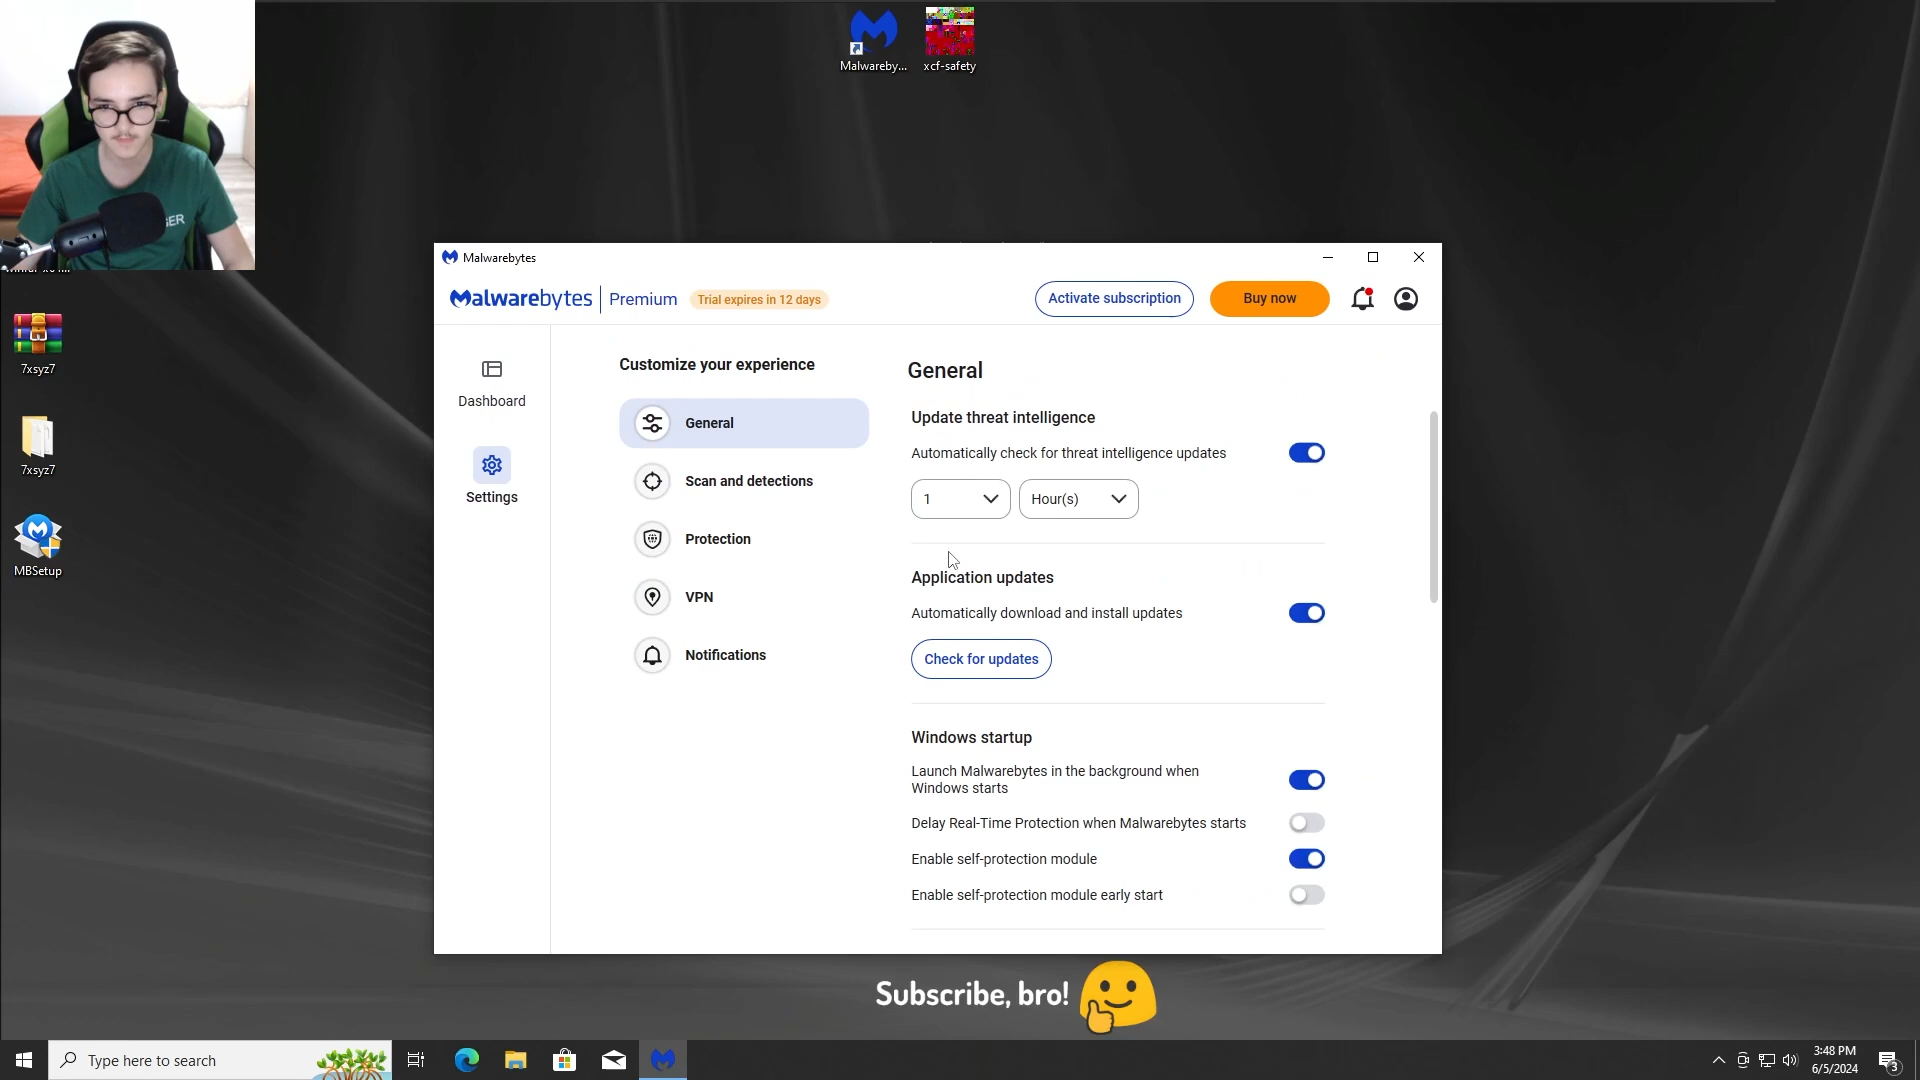 Malwareby...
xcf-safety
GER
7xsyz7
7xsyz7
MBSetup
Malwarebytes
Malwarebytes | Premium
Trial expires in 12 days
Activate subscription
Buy now
Dashboard
Settings
Customize your experience
General
Scan and detections
Protection
VPN
Notifications
General
Update threat intelligence
Automatically check for threat intelligence updates
1
Hour(s)
Application updates
Automatically download and install updates
Check for updates
Windows startup
Launch Malwarebytes in the background when
Windows starts
Delay Real-Time Protection when Malwarebytes starts
Enable self-protection module
Enable self-protection module early start
Subscribe, bro!
Type here to search
3:48 PM
6/5/2024
3